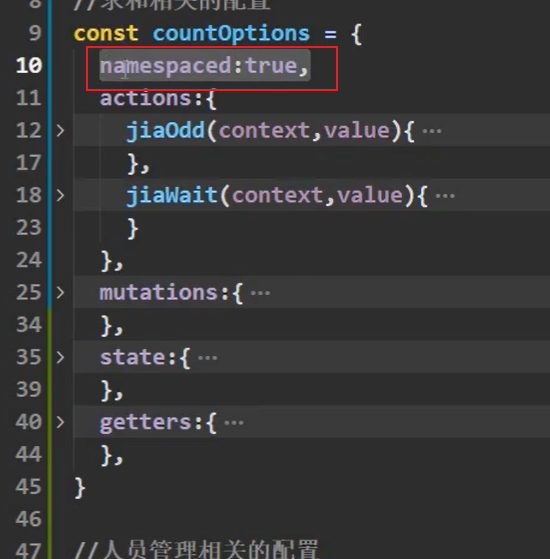 8 //求和相关的配置
9 const countOptions = {
10 namespaced:true,
11 actions:{
12 > jiaOdd(context,value){ ···
17 },
18 > jiaWait(context,value){ ···
23 }
24 },
25 > mutations:{ ···
34 },
35 > state:{ ···
39 },
40 > getters:{ ···
44 },
45 }
46
47 //人员管理相关的配置